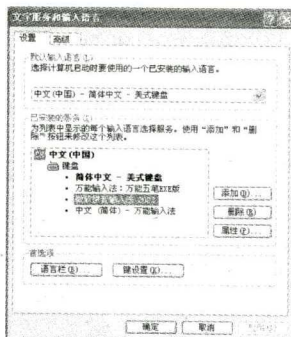 文字服务和输入语言
设置 高级
默认输入语言(L)
选择计算机启动时要使用的一个已安装的输入语言。
中文(中国) - 简体中文 - 美式键盘
已安装的服务(I)
为列表中显示的每个输入语言选择服务。使用“添加”和“删
除”按钮来修改这个列表。
中文(中国)
键盘
简体中文 - 美式键盘
万能输入法：万能五笔EXE版
中文 (简体) - 万能输入法
添加(D)...
删除(R)
属性(P)...
首选项
语言栏(B)... 键设置(K)...
确定 取消